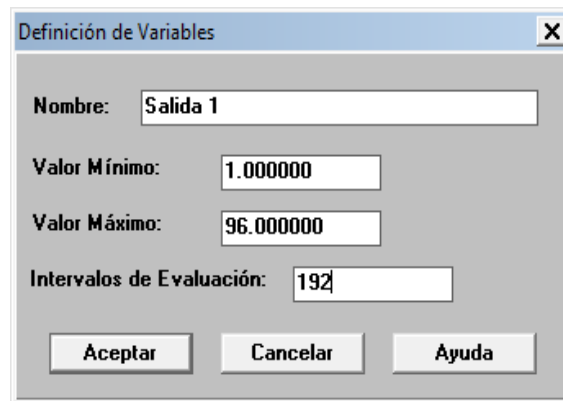 Definición de Variables
Nombre: Salida 1
Valor Mínimo: 1.000000
Valor Máximo: 96.000000
Intervalos de Evaluación: 192
Aceptar Cancelar Ayuda